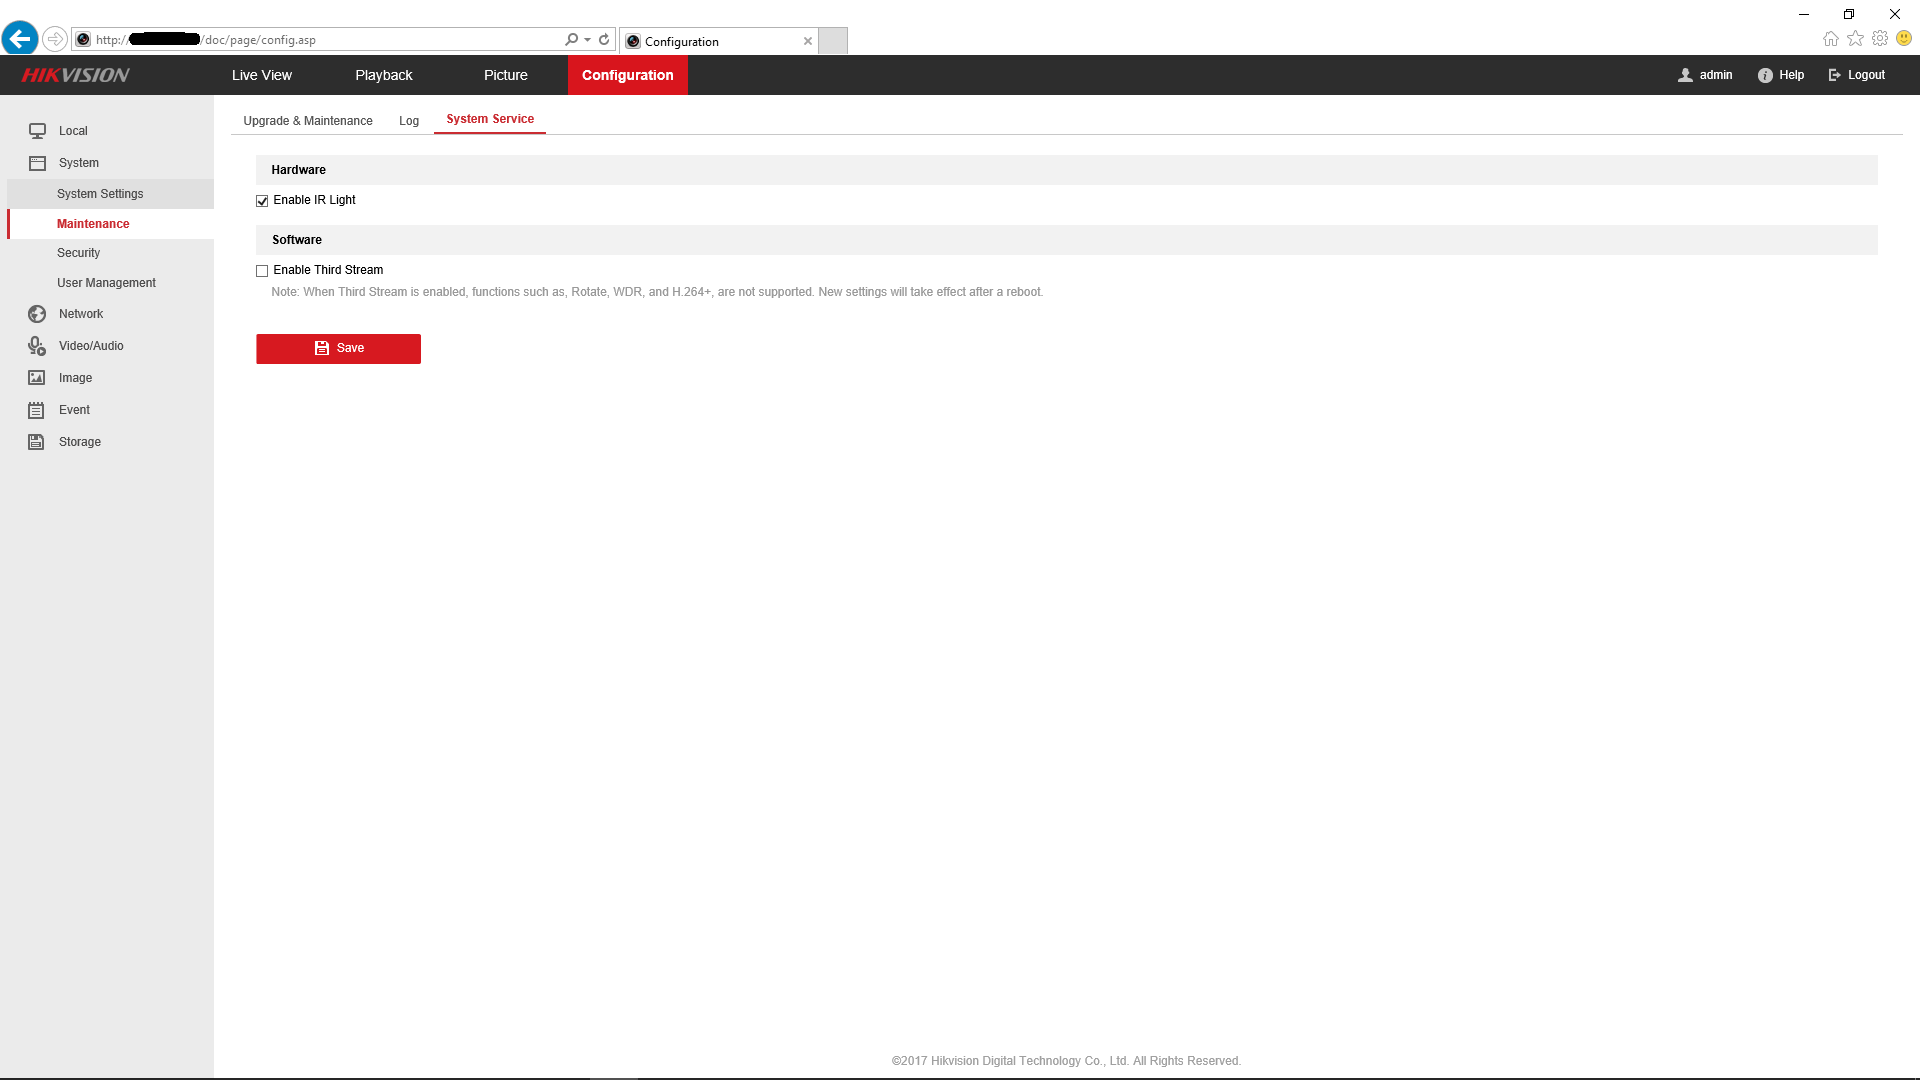 http:// /doc/page/config.asp
Configuration
HIKVISION
Live View
Playback
Picture
Configuration
admin
Help
Logout
Local
System
System Settings
Maintenance
Security
User Management
Network
Video/Audio
Image
Event
Storage
Upgrade & Maintenance
Log
System Service
Hardware
Enable IR Light
Software
Enable Third Stream
Note: When Third Stream is enabled, functions such as, Rotate, WDR, and H.264+, are not supported. New settings will take effect after a reboot.
Save
©2017 Hikvision Digital Technology Co., Ltd. All Rights Reserved.